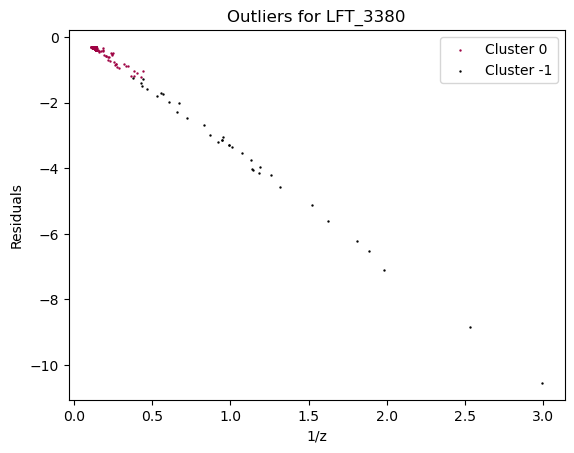 Outliers for LFT_3380
Cluster 0
Cluster -1
Residuals
0
−2
−4
−6
−8
−10
0.0 0.5 1.0 1.5 2.0 2.5 3.0
1/z